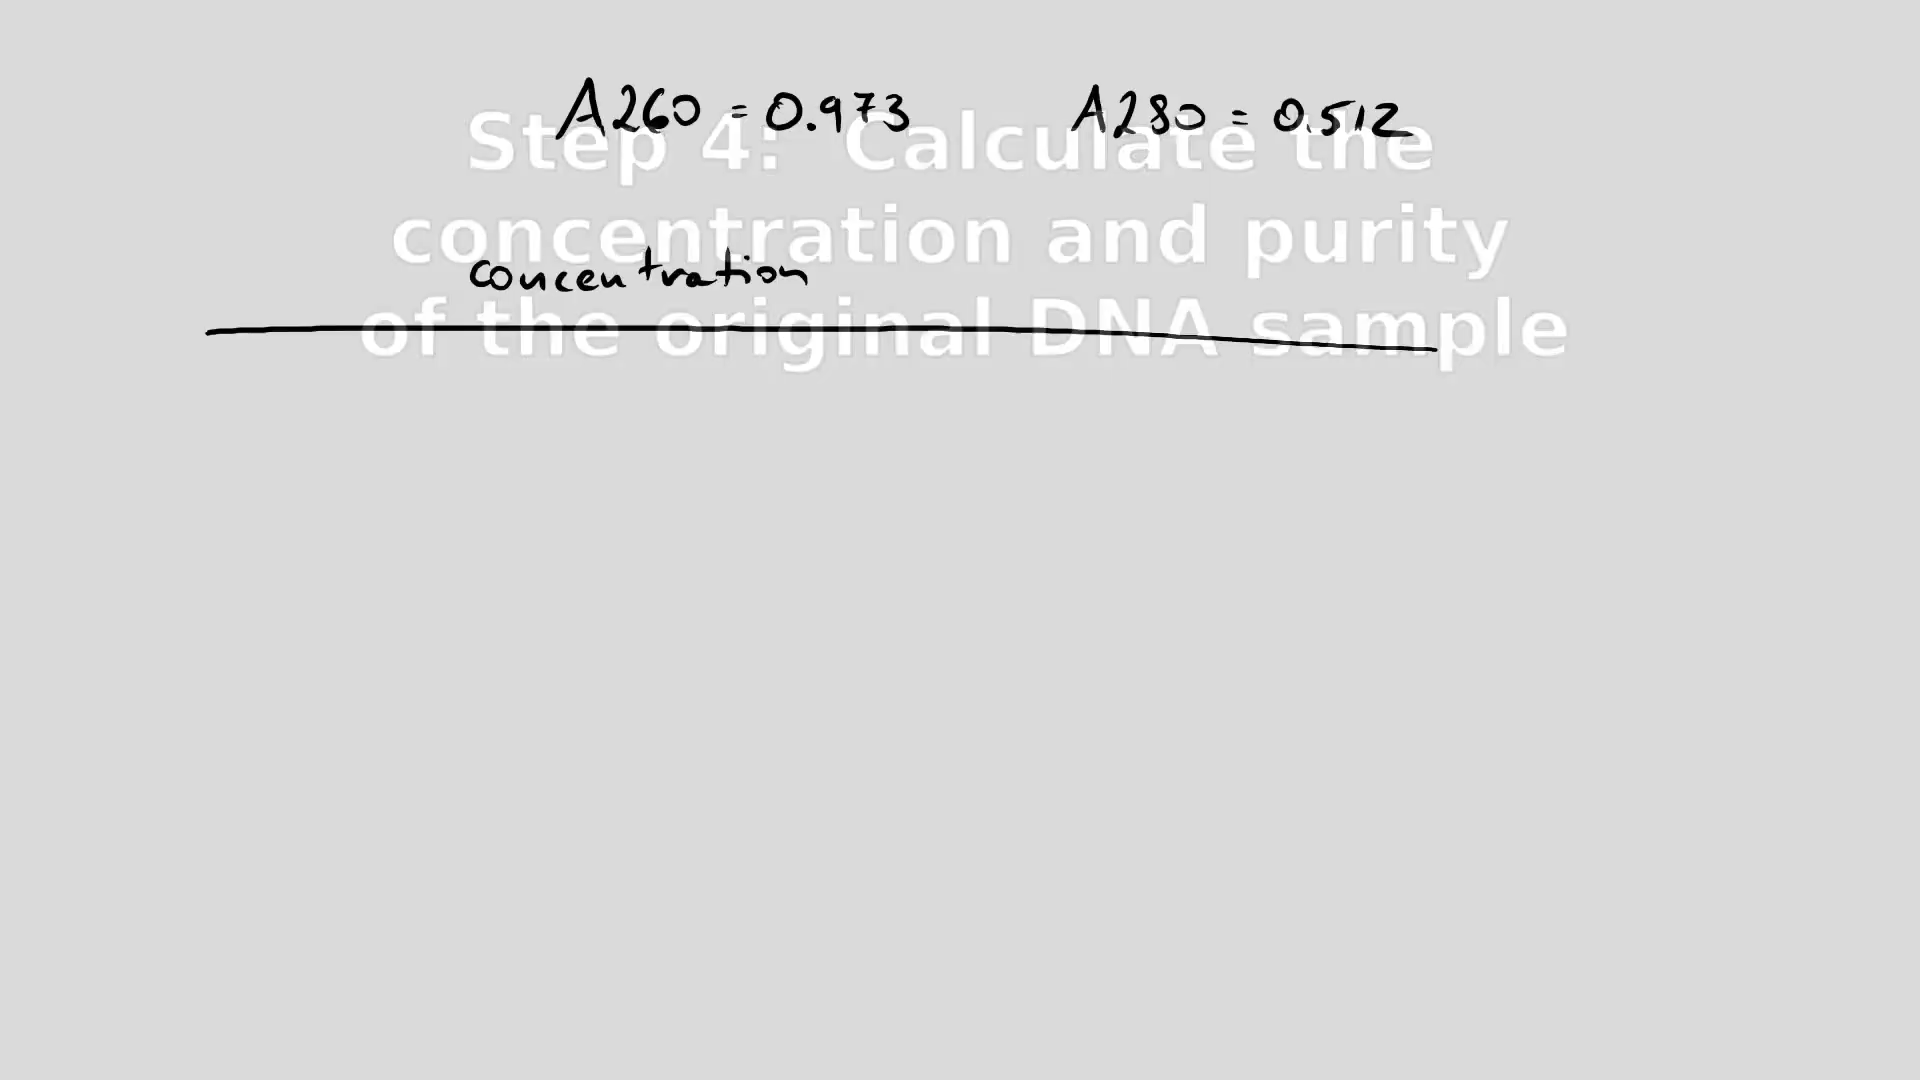 A260 = 0.973 A280 = 0.512
Step 4: Calculate the
concentration and purity
concentration
of the original DNA sample